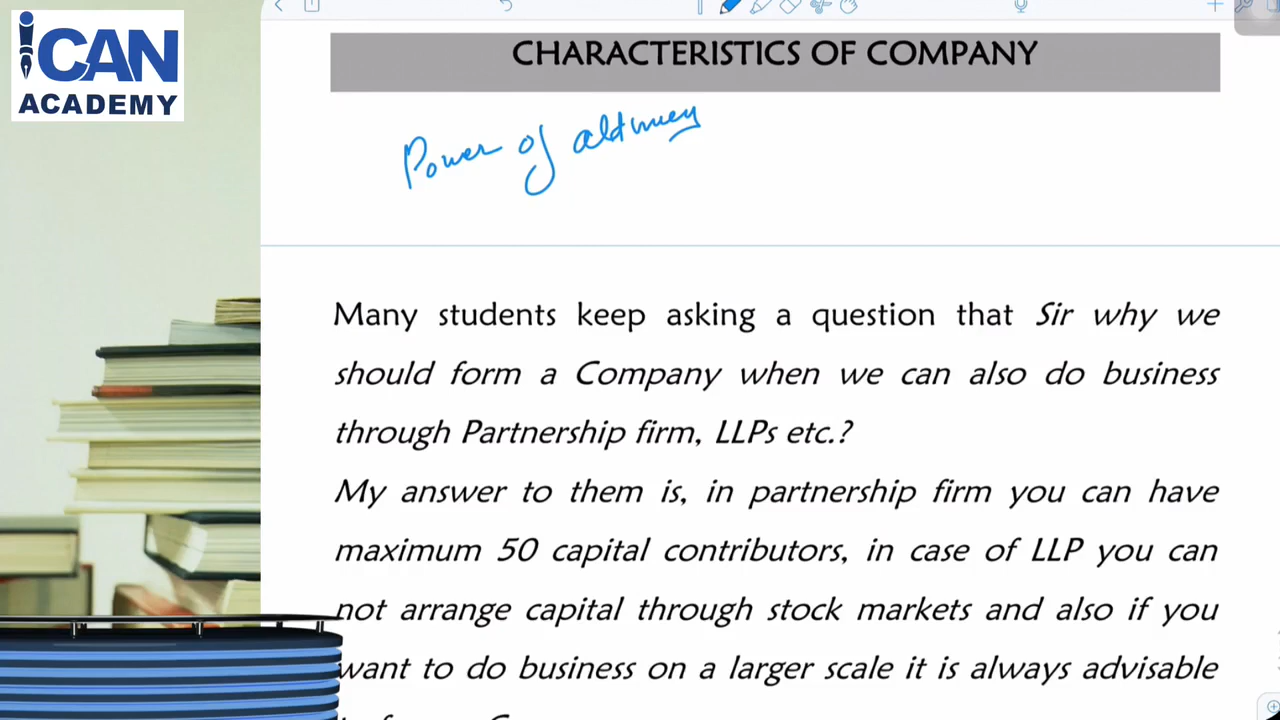 iCAN
ACADEMY
CHARACTERISTICS OF COMPANY
Power of
Many students keep asking a question that Sir why we
should form a Company when we can also do business
through Partnership firm, LLPs etc.?
My answer to them is, in partnership firm you can have
maximum 50 capital contributors, in case of LLP you can
not arrange capital through stock markets and also if you
want to do business on a larger scale it is always advisable